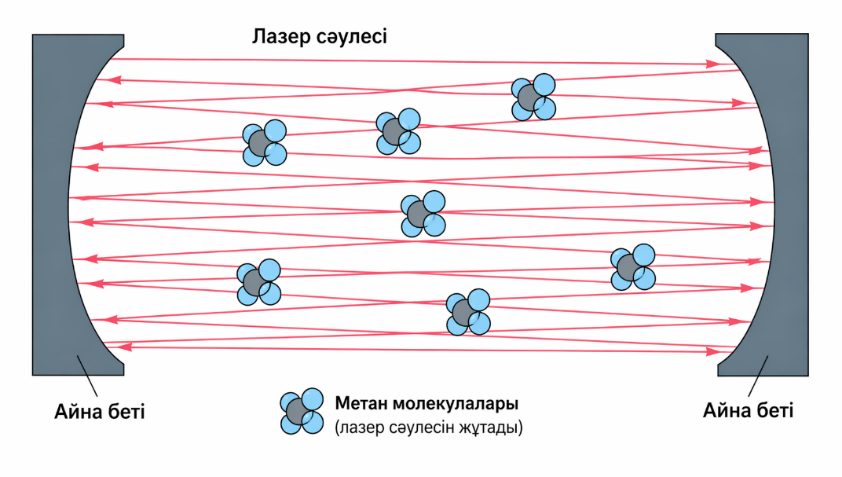 Лазер сәулесі
Айна беті
Айна беті
Метан молекулалары
(лазер сәулесін жұтады)